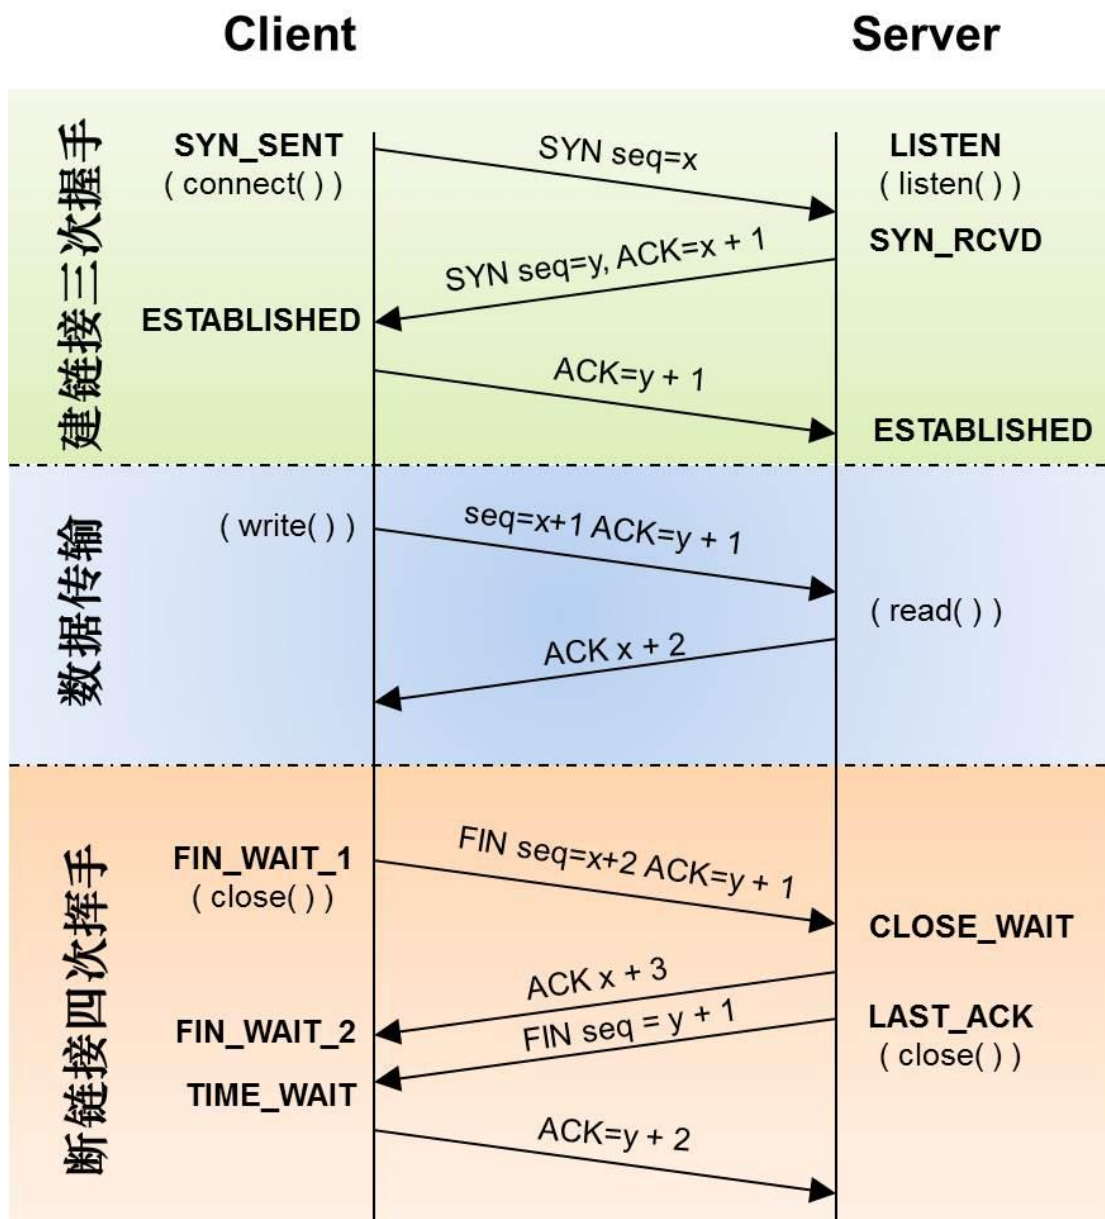 Client
Server
建链接三次握手
SYN_SENT
( connect( ) )
SYN seq=x
LISTEN
( listen( ) )
SYN_RCVD
SYN seq=y, ACK=x + 1
ESTABLISHED
ACK=y + 1
ESTABLISHED
数据传输
( write( ) )
seq=x+1 ACK=y + 1
( read( ) )
ACK x + 2
断链接四次挥手
FIN_WAIT_1
( close( ) )
FIN seq=x+2 ACK=y + 1
CLOSE_WAIT
ACK x + 3
FIN_WAIT_2
FIN seq = y + 1
LAST_ACK
( close( ) )
TIME_WAIT
ACK=y + 2